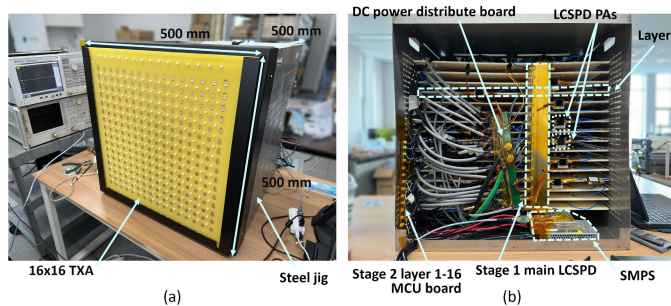 500 mm
500 mm
500 mm
16x16 TXA
Steel jig
(a)
DC power distribute board
LCSPD PAs
Layer
Stage 2 layer 1-16
MCU board
Stage 1 main LCSPD
SMPS
(b)